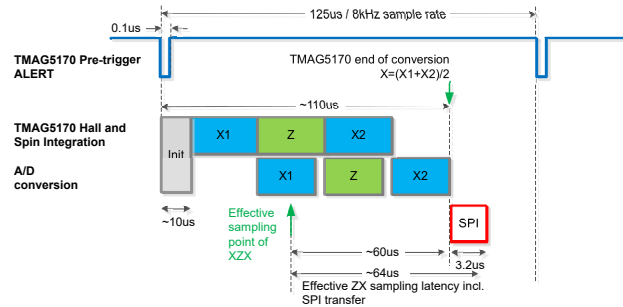 125us / 8kHz sample rate
0.1us
TMAG5170 Pre-trigger
ALERT
TMAG5170 end of conversion
X=(X1+X2)/2
~110us
TMAG5170 Hall and
Spin Integration
Init
X1
Z
X2
A/D
conversion
X1
Z
X2
~10us
Effective
sampling
point of
XZX
SPI
~60us
3.2us
~64us
Effective ZX sampling latency incl.
SPI transfer